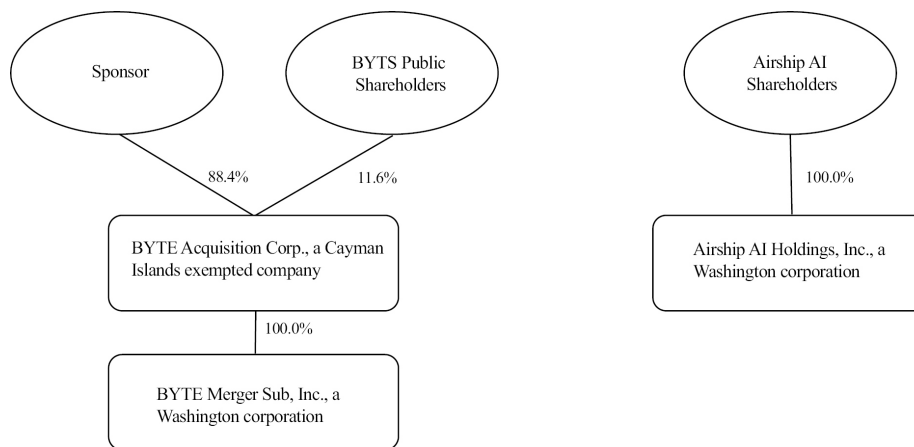 Sponsor
BYTS Public
Shareholders
Airship AI
Shareholders
88.4%
11.6%
100.0%
BYTE Acquisition Corp., a Cayman
Islands exempted company
Airship AI Holdings, Inc., a
Washington corporation
100.0%
BYTE Merger Sub, Inc., a
Washington corporation